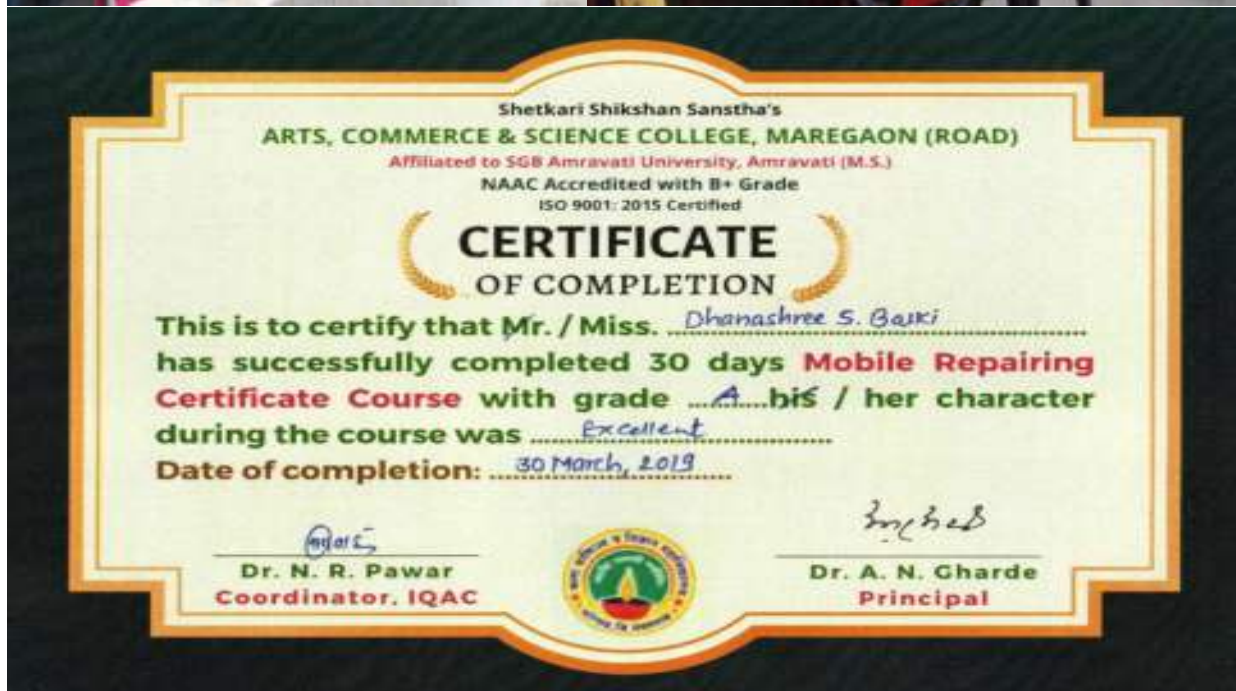 Shetkari Shikshan Sanstha's
ARTS, COMMERCE & SCIENCE COLLEGE, MAREGAON (ROAD)
Affiliated to SGB Amravati University, Amravati (M.S.)
NAAC Accredited with B+ Grade
ISO 9001: 2015 Certified
CERTIFICATE
OF COMPLETION
This is to certify that Mr. / Miss. Dhanashree S.
has successfully completed 30 days Mobile Repairing
Certificate Course with grade A his / her character
during the course was Excellent
Date of completion: 30 March, 2019
Dr. N. R. Pawar
Coordinator, IQAC
Dr. A. N. Gharde
Principal